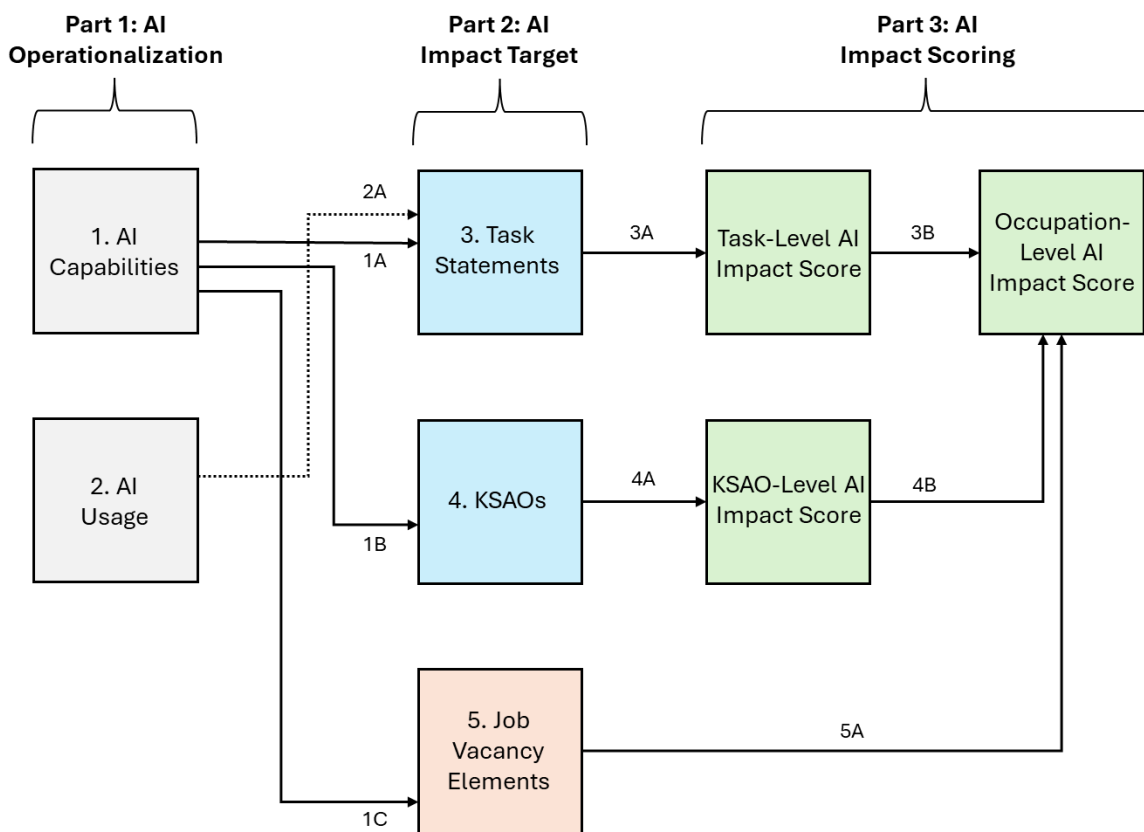 Part 1: AI
Operationalization
Part 2: AI
Impact Target
Part 3: AI
Impact Scoring
1. AI
Capabilities
2A
1A
3. Task
Statements
3A
Task-Level AI
Impact Score
3B
Occupation-
Level AI
Impact Score
2. AI
Usage
1B
4. KSAOs
4A
KSAO-Level AI
Impact Score
4B
5. Job
Vacancy
Elements
5A
1C